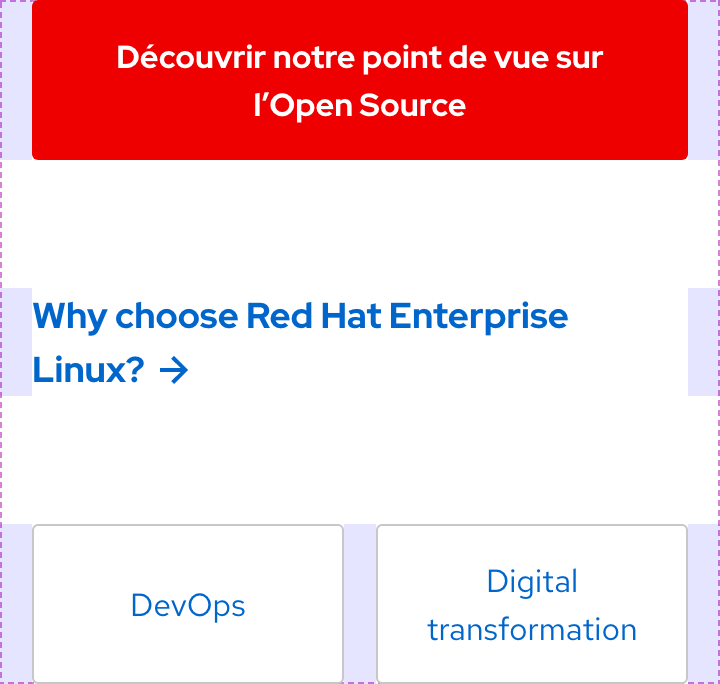 Découvrir notre point de vue sur
l’Open Source
Why choose Red Hat Enterprise
Linux? →
DevOps
Digital
transformation